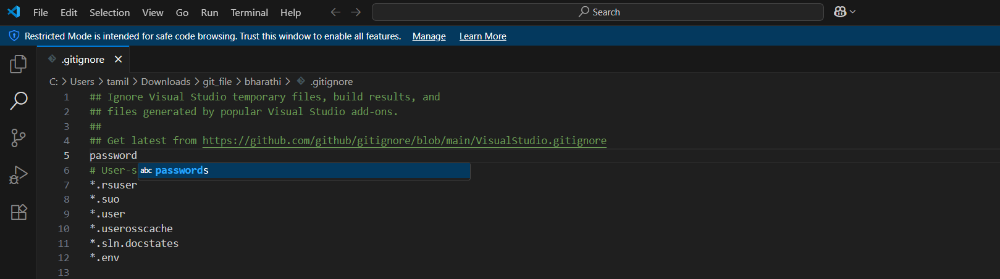 File Edit Selection View Go Run Terminal Help Search
Restricted Mode is intended for safe code browsing. Trust this window to enable all features. Manage Learn More
.gitignore
C: > Users > tamil > Downloads > git_file > bharathi > .gitignore
1 ## Ignore Visual Studio temporary files, build results, and
2 ## files generated by popular Visual Studio add-ons.
3 ##
4 ## Get latest from https://github.com/github/gitignore/blob/main/VisualStudio.gitignore
5 password
6 # User-s abc passwords
7 *.rsuser
8 *.suo
9 *.user
10 *.userosscache
11 *.sln.docstates
12 *.env
13